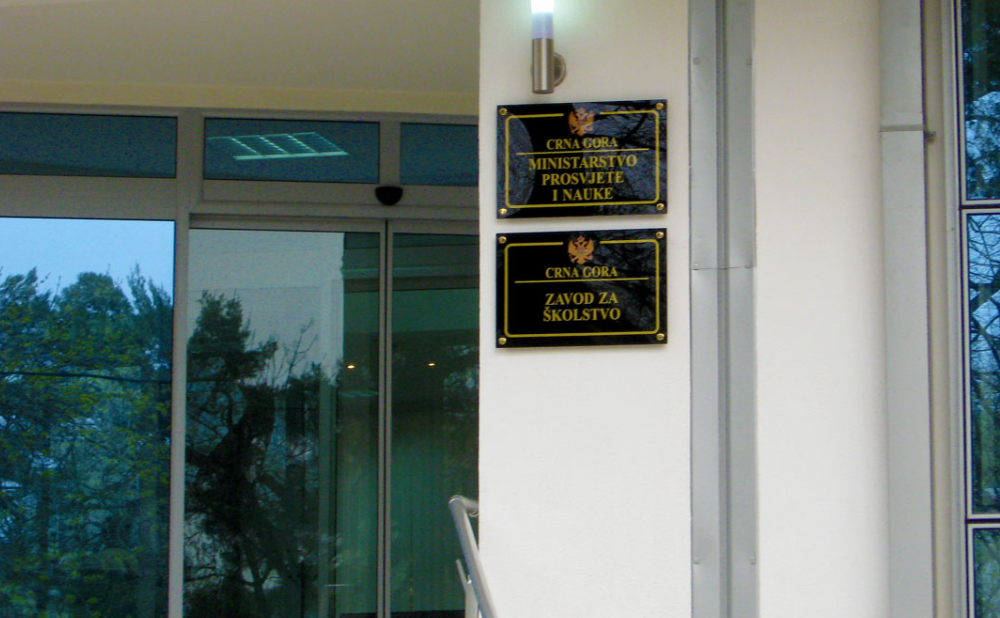 CRNA GORA
MINISTARSTVO
PROSVJETE
I NAUKE
CRNA GORA
ZAVOD ZA
ŠKOLSTVO